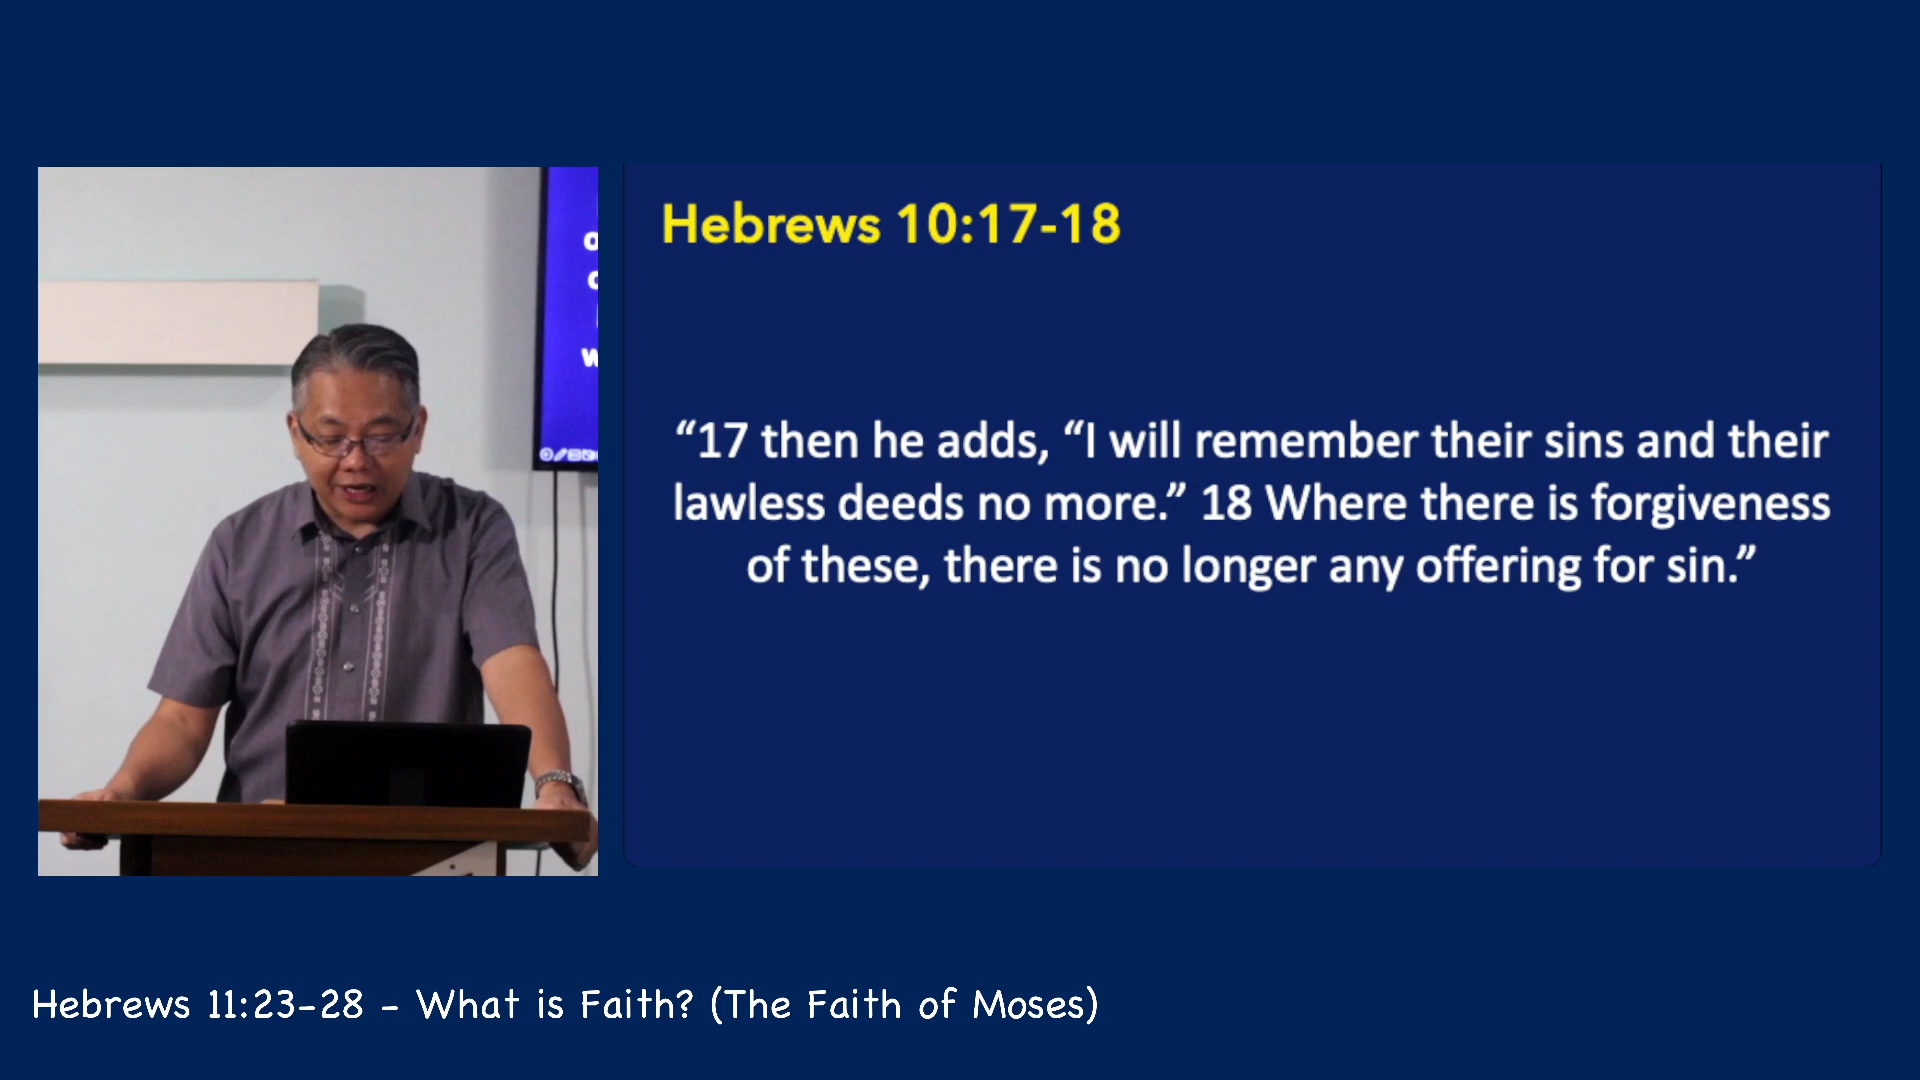 Hebrews 10:17-18
“17 then he adds, “I will remember their sins and their
lawless deeds no more.” 18 Where there is forgiveness
of these, there is no longer any offering for sin.”
Hebrews 11:23-28 - What is Faith? (The Faith of Moses)